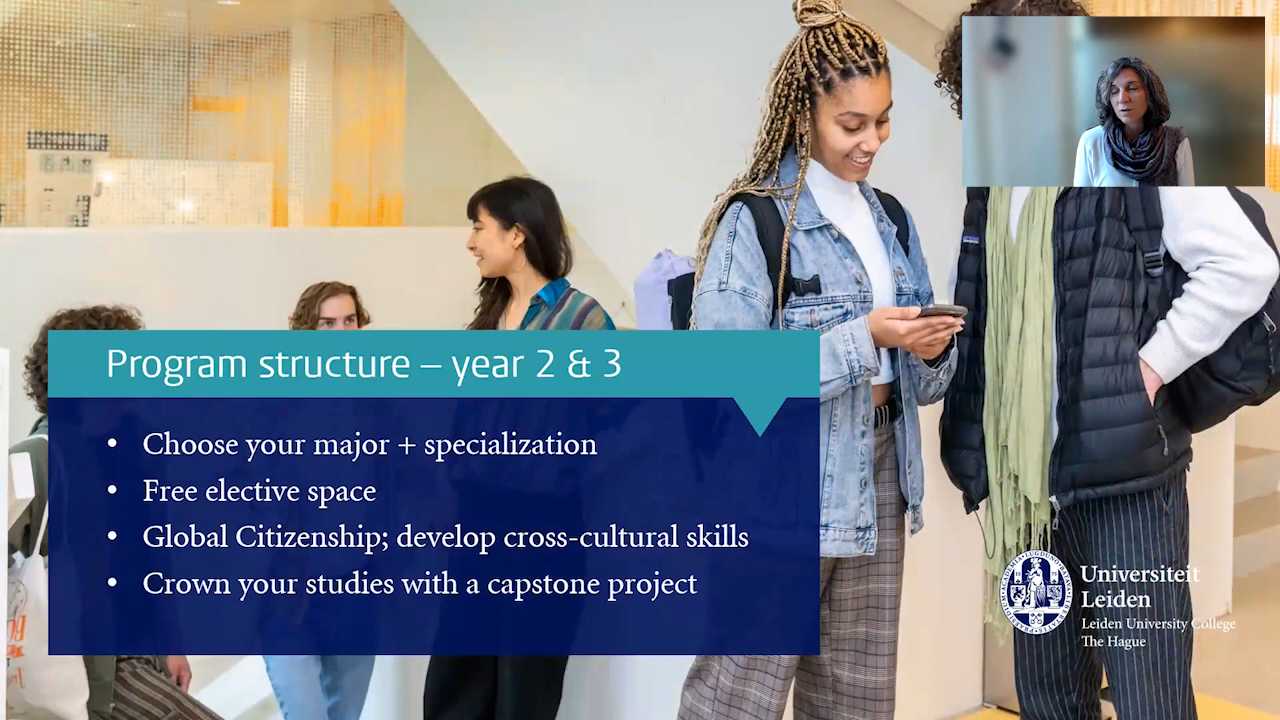 Program structure – year 2 & 3
• Choose your major + specialization
• Free elective space
• Global Citizenship; develop cross-cultural skills
• Crown your studies with a capstone project
Universiteit
Leiden
Leiden University College
The Hague